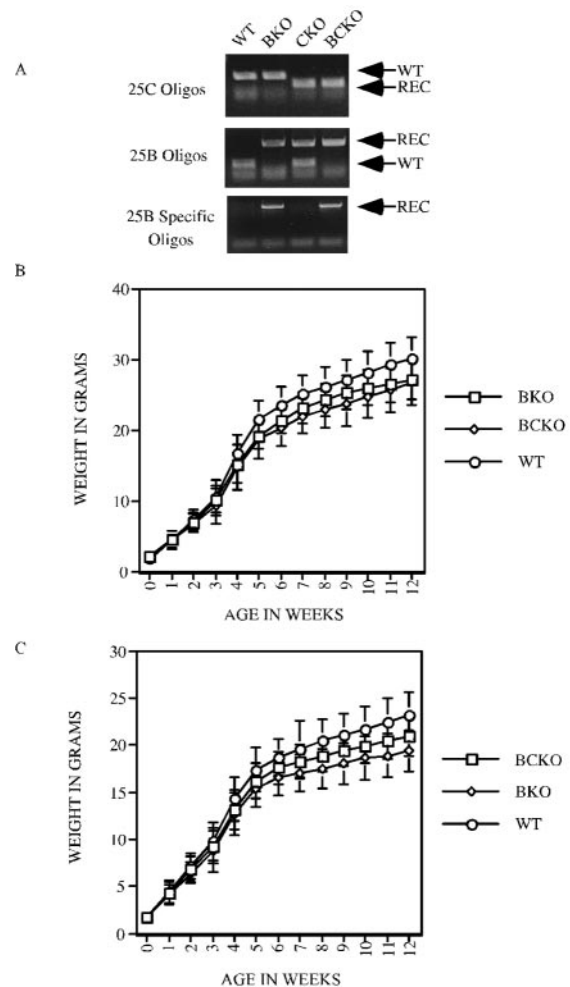 WT BKO CKO BCKO
A
25C Oligos
WT
REC
25B Oligos
REC
WT
25B Specific
Oligos
REC
B
WEIGHT IN GRAMS
40
30
20
10
0
0 1 2 3 4 5 6 7 8 9 10 11 12
AGE IN WEEKS
BKO
BCKO
WT
C
WEIGHT IN GRAMS
30
25
20
15
10
5
0
0 1 2 3 4 5 6 7 8 9 10 11 12
AGE IN WEEKS
BCKO
BKO
WT